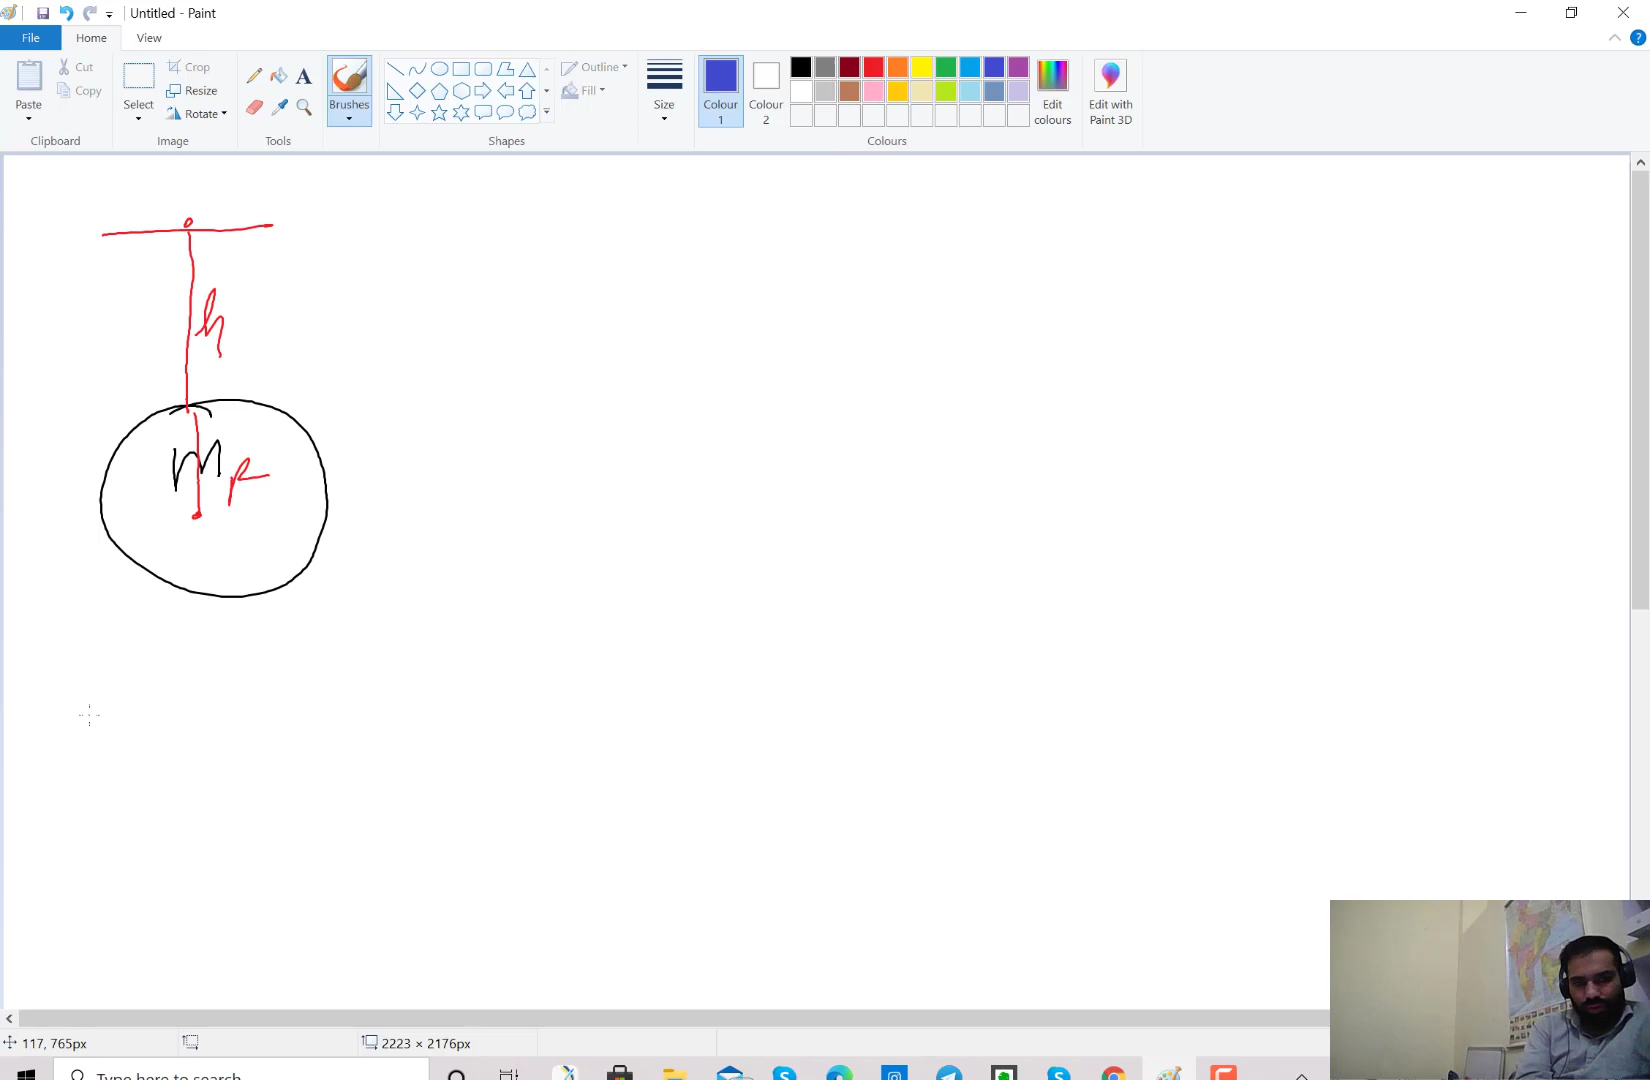 Untitled - Paint
File
Home
View
Paste
Cut
Copy
Clipboard
Select
Crop
Resize
Rotate
Image
Tools
Brushes
Shapes
Outline
Fill
Size
Colour 1
Colour 2
Edit colours
Edit with Paint 3D
Colours
h
M
R
117, 765px
2223 × 2176px
Type here to search